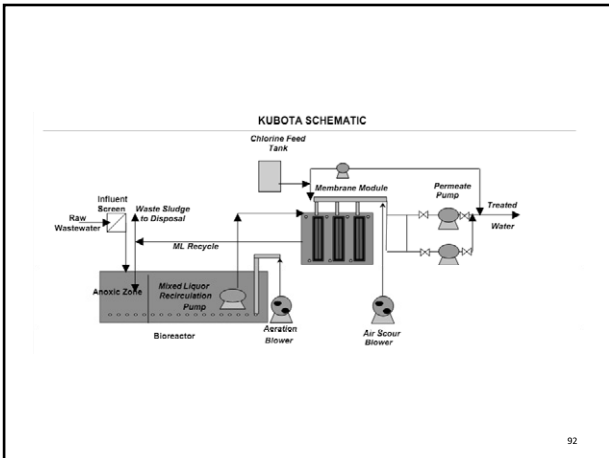 KUBOTA SCHEMATIC
Chlorine Feed
Tank
Membrane Module
Permeate
Pump
Treated
Water
Influent
Screen
Raw
Wastewater
Waste Sludge
to Disposal
ML Recycle
Anoxic Zone
Mixed Liquor
Recirculation
Pump
Bioreactor
Aeration
Blower
Air Scour
Blower
92